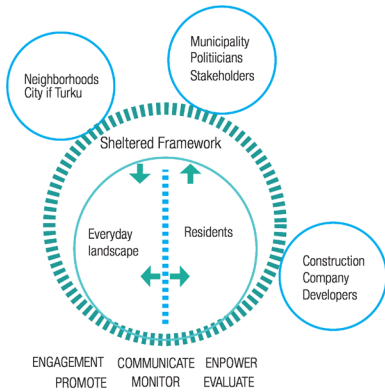 Municipality
Politiicians
Stakeholders
Neighborhoods
City if Turku
Sheltered Framework
Everyday
landscape
Residents
Construction
Company
Developers
ENGAGEMENT COMMUNICATE ENPOWER
PROMOTE MONITOR EVALUATE